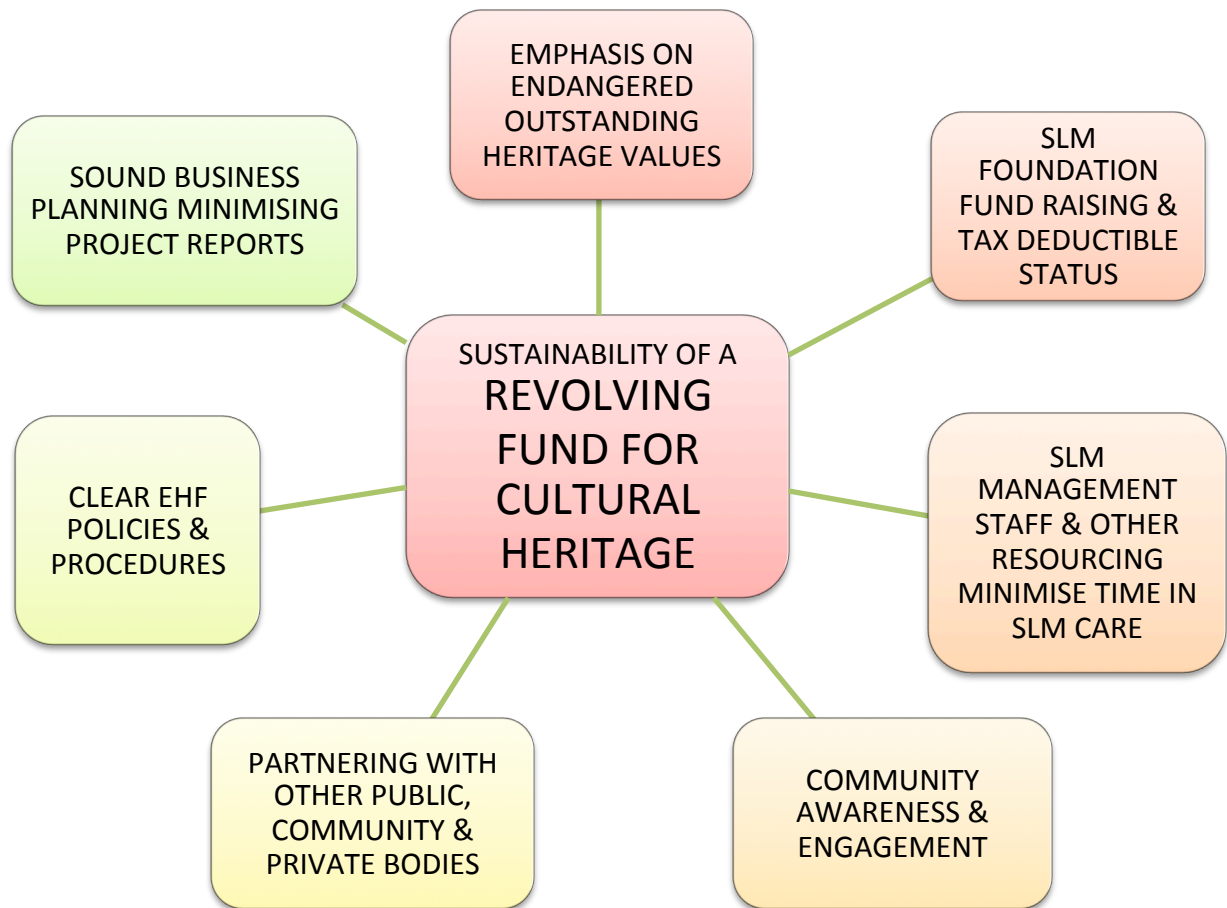 EMPHASIS ON
ENDANGERED
OUTSTANDING
HERITAGE VALUES
SLM
FOUNDATION
FUND RAISING &
TAX DEDUCTIBLE
STATUS
SLM
MANAGEMENT
STAFF & OTHER
RESOURCING
MINIMISE TIME IN
SLM CARE
COMMUNITY
AWARENESS &
ENGAGEMENT
PARTNERING WITH
OTHER PUBLIC,
COMMUNITY &
PRIVATE BODIES
CLEAR EHF
POLICIES &
PROCEDURES
SOUND BUSINESS
PLANNING MINIMISING
PROJECT REPORTS
SUSTAINABILITY OF A
REVOLVING
FUND FOR
CULTURAL
HERITAGE